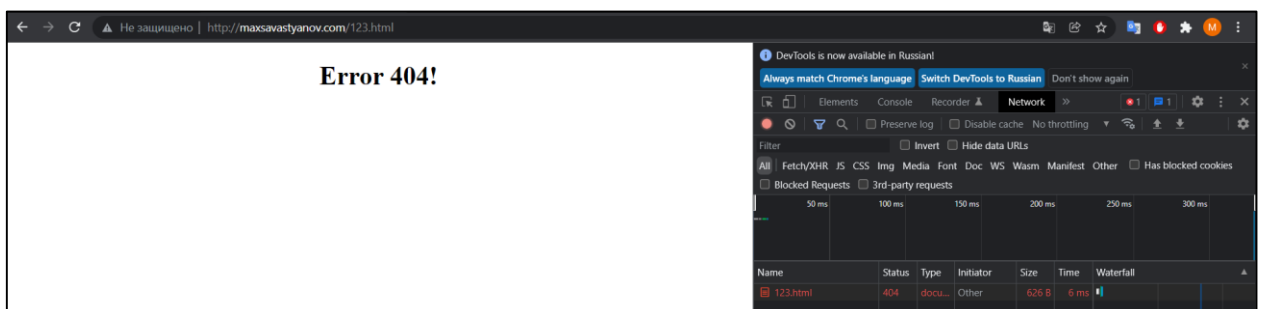 Не защищено | http://maxsavastyanov.com/123.html
M
Error 404!
DevTools is now available in Russian!
Always match Chrome's language Switch DevTools to Russian Don't show again
Elements Console Recorder Network » 1 1
Preserve log Disable cache No throttling
Filter Invert Hide data URLs
All Fetch/XHR JS CSS Img Media Font Doc WS Wasm Manifest Other Has blocked cookies
Blocked Requests 3rd-party requests
50 ms 100 ms 150 ms 200 ms 250 ms 300 ms
Name Status Type Initiator Size Time Waterfall
123.html 404 docu... Other 626 B 6 ms